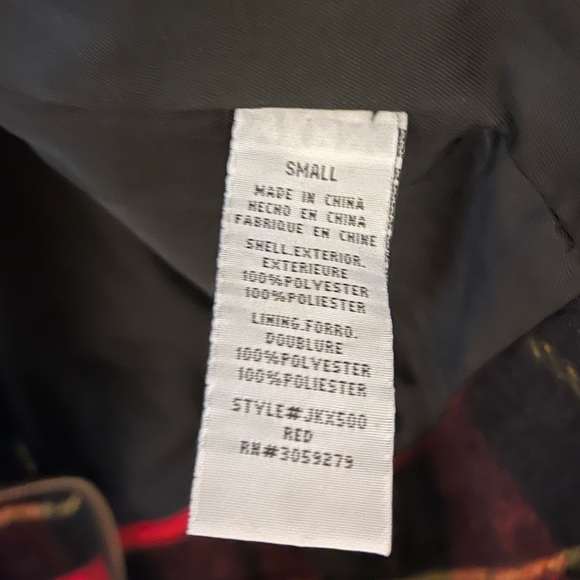 SMALL
MADE IN CHINA
HECHO EN CHINA
FABRIQUE EN CHINE
SHELL.EXTERIOR.
EXTERIEURE
100%POLYESTER
100%POLIESTER
LINING.FORRO.
DOUBLURE
100%POLYESTER
100%POLIESTER
STYLE#JKX500
RED
RN#3059279